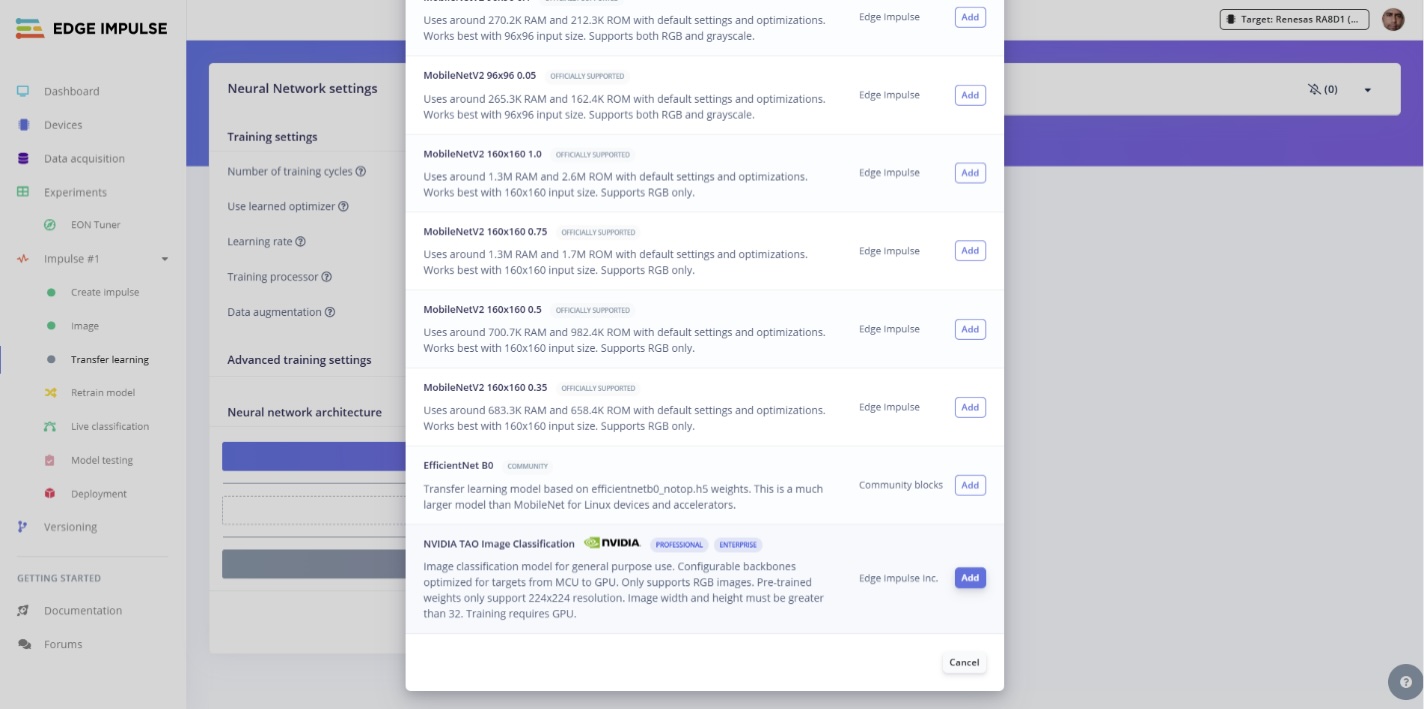 EDGE IMPULSE
Target: Renesas RA8D1 (...
Dashboard
Devices
Data acquisition
Experiments
EON Tuner
Impulse #1
Create impulse
Image
Transfer learning
Retrain model
Live classification
Model testing
Deployment
Versioning
GETTING STARTED
Documentation
Forums
Neural Network settings
(0)
Training settings
Number of training cycles
Use learned optimizer
Learning rate
Training processor
Data augmentation
Advanced training settings
Neural network architecture
Uses around 270.2K RAM and 212.3K ROM with default settings and optimizations.
Works best with 96x96 input size. Supports both RGB and grayscale.
Edge Impulse
Add
MobileNetV2 96x96 0.05 OFFICIALLY SUPPORTED
Uses around 265.3K RAM and 162.4K ROM with default settings and optimizations.
Works best with 96x96 input size. Supports both RGB and grayscale.
Edge Impulse
Add
MobileNetV2 160x160 1.0 OFFICIALLY SUPPORTED
Uses around 1.3M RAM and 2.6M ROM with default settings and optimizations.
Works best with 160x160 input size. Supports RGB only.
Edge Impulse
Add
MobileNetV2 160x160 0.75 OFFICIALLY SUPPORTED
Uses around 1.3M RAM and 1.7M ROM with default settings and optimizations.
Works best with 160x160 input size. Supports RGB only.
Edge Impulse
Add
MobileNetV2 160x160 0.5 OFFICIALLY SUPPORTED
Uses around 700.7K RAM and 982.4K ROM with default settings and optimizations.
Works best with 160x160 input size. Supports RGB only.
Edge Impulse
Add
MobileNetV2 160x160 0.35 OFFICIALLY SUPPORTED
Uses around 683.3K RAM and 658.4K ROM with default settings and optimizations.
Works best with 160x160 input size. Supports RGB only.
Edge Impulse
Add
EfficientNet B0 COMMUNITY
Transfer learning model based on efficientnetb0_notop.h5 weights. This is a much
larger model than MobileNet for Linux devices and accelerators.
Community blocks
Add
NVIDIA TAO Image Classification NVIDIA. PROFESSIONAL ENTERPRISE
Image classification model for general purpose use. Configurable backbones
optimized for targets from MCU to GPU. Only supports RGB images. Pre-trained
weights only support 224x224 resolution. Image width and height must be greater
than 32. Training requires GPU.
Edge Impulse Inc.
Add
Cancel